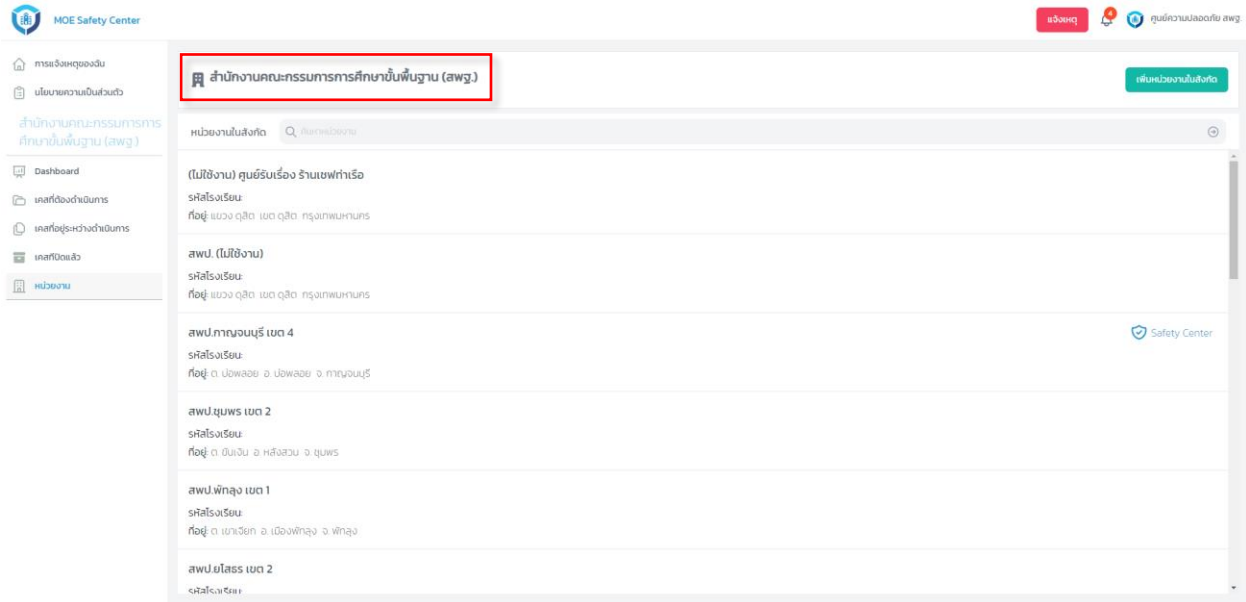 MOE Safety Center
แจ้งเหตุ
4
ศูนย์ความปลอดภัย สพฐ.
การแจ้งเหตุของฉัน
นโยบายความเป็นส่วนตัว
สำนักงานคณะกรรมการการ
ศึกษาขั้นพื้นฐาน (สพฐ.)
Dashboard
เคสที่ต้องดำเนินการ
เคสที่อยู่ระหว่างดำเนินการ
เคสที่ปิดแล้ว
หน่วยงาน
สำนักงานคณะกรรมการการศึกษาขั้นพื้นฐาน (สพฐ.)
เพิ่มหน่วยงานในสังกัด
หน่วยงานในสังกัด
ค้นหาหน่วยงาน
(ไม่ใช้งาน) ศูนย์รับเรื่อง ร้านเชฟท่าเรือ
รหัสโรงเรียน:
ที่อยู่: แขวง ดุสิต เขต ดุสิต กรุงเทพมหานคร
สพป. (ไม่ใช้งาน)
รหัสโรงเรียน:
ที่อยู่: แขวง ดุสิต เขต ดุสิต กรุงเทพมหานคร
สพป.กาญจนบุรี เขต 4
Safety Center
รหัสโรงเรียน:
ที่อยู่: ต. บ่อพลอย อ. บ่อพลอย จ. กาญจนบุรี
สพป.ชุมพร เขต 2
รหัสโรงเรียน:
ที่อยู่: ต. ขันเงิน อ. หลังสวน จ. ชุมพร
สพป.พัทลุง เขต 1
รหัสโรงเรียน:
ที่อยู่: ต. เขาเจียก อ. เมืองพัทลุง จ. พัทลุง
สพป.ยโสธร เขต 2
รหัสโรงเรียน: